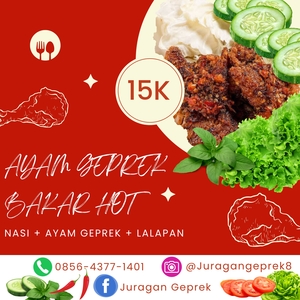 15K
AYAM GEPREK
BAKAR HOT
NASI + AYAM GEPREK + LALAPAN
0856-4377-1401
@Juragangeprek8
Juragan Geprek